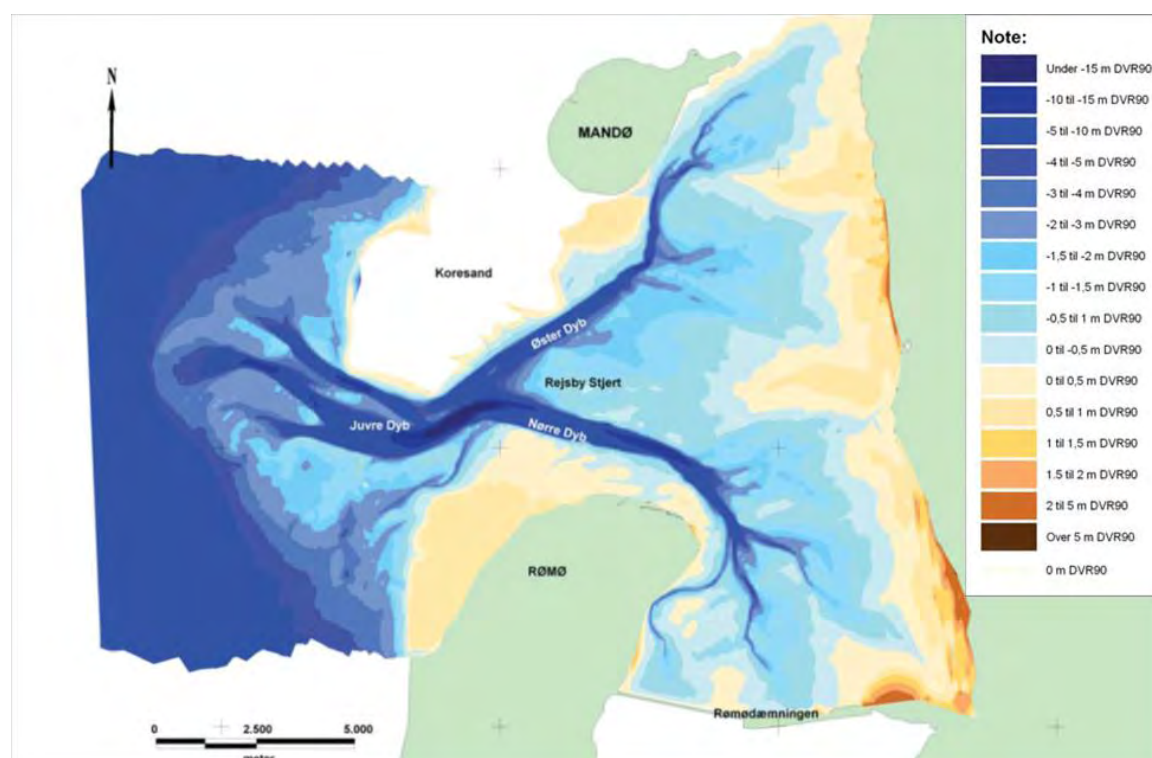 N
MANDØ
Koresand
Øster Dyb
Rejsby Stjert
Juvre Dyb
Nørre Dyb
RØMØ
Rømødæmningen
0 2.500 5.000
meter
Note:
Under -15 m DVR90
-10 til -15 m DVR90
-5 til -10 m DVR90
-4 til -5 m DVR90
-3 til -4 m DVR90
-2 til -3 m DVR90
-1,5 til -2 m DVR90
-1 til -1,5 m DVR90
-0,5 til 1 m DVR90
0 til -0,5 m DVR90
0 til 0,5 m DVR90
0,5 til 1 m DVR90
1 til 1,5 m DVR90
1.5 til 2 m DVR90
2 til 5 m DVR90
Over 5 m DVR90
0 m DVR90